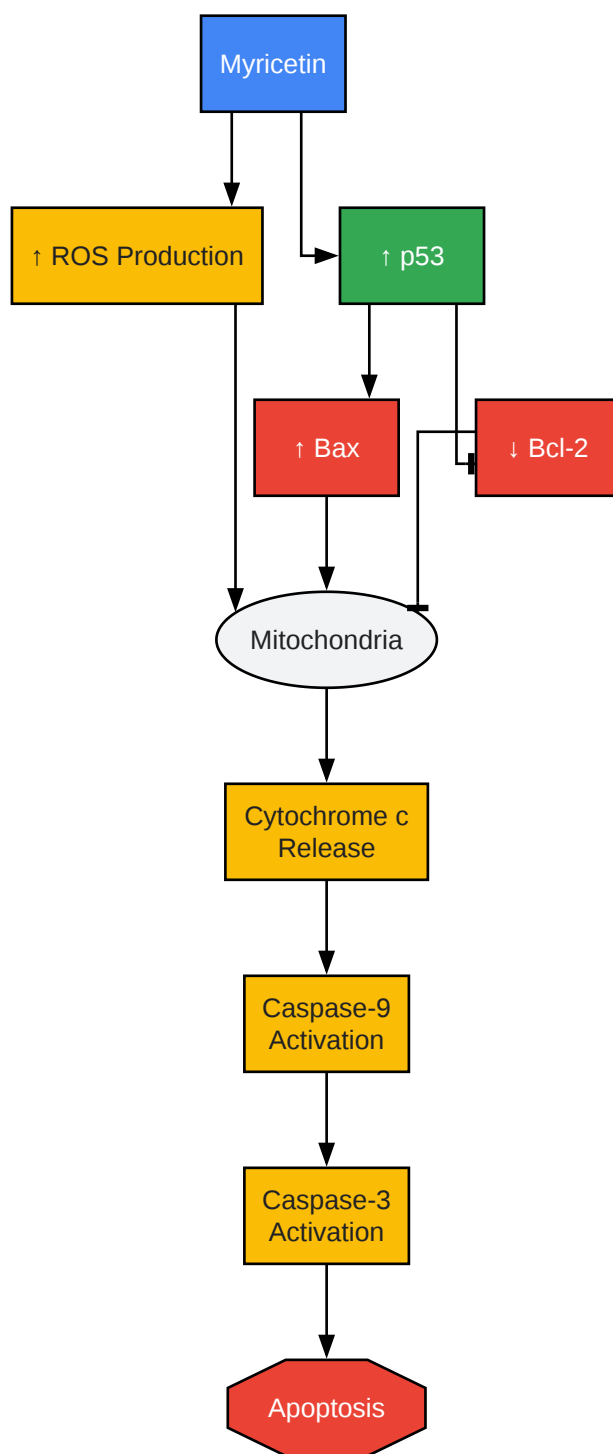 Myricetin
↑ ROS Production
↑ p53
↑ Bax
↓ Bcl-2
Mitochondria
Cytochrome c
Release
Caspase-9
Activation
Caspase-3
Activation
Apoptosis